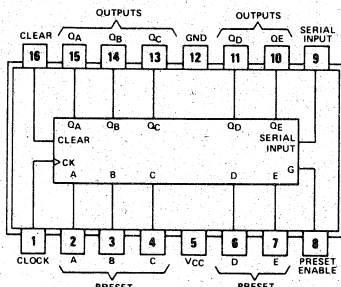 OUTPUTS OUTPUTS
CLEAR QA QB QC GND QD QE SERIAL INPUT
16 15 14 13 12 11 10 9
QA QB QC QD QE
CLEAR SERIAL INPUT
CK G
A B C D E
1 2 3 4 5 6 7 8
CLOCK A B C VCC D E PRESET ENABLE
PRESET PRESET